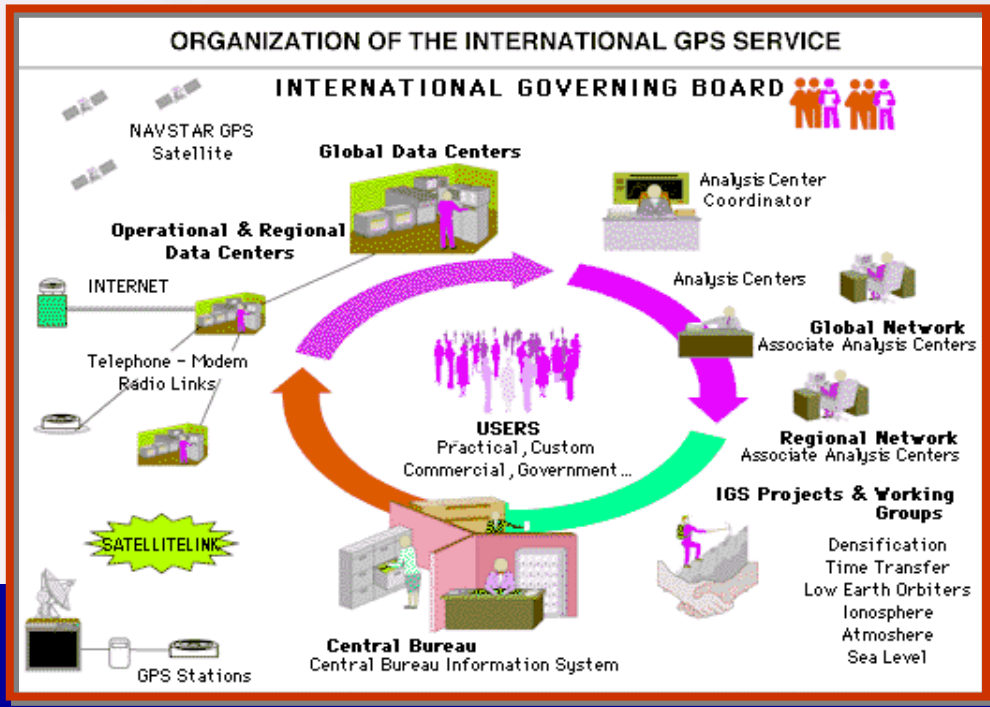 ORGANIZATION OF THE INTERNATIONAL GPS SERVICE
INTERNATIONAL GOVERNING BOARD
NAVSTAR GPS
Satellite
Global Data Centers
Analysis Center
Coordinator
Operational & Regional
Data Centers
INTERNET
Analysis Centers
Global Network
Associate Analysis Centers
Telephone - Modem
Radio Links
USERS
Practical, Custom
Commercial, Government...
Regional Network
Associate Analysis Centers
IGS Projects & Working
Groups
Densification
Time Transfer
Low Earth Orbiters
Ionosphere
Atmoshere
Sea Level
SATELLITELINK
GPS Stations
Central Bureau
Central Bureau Information System